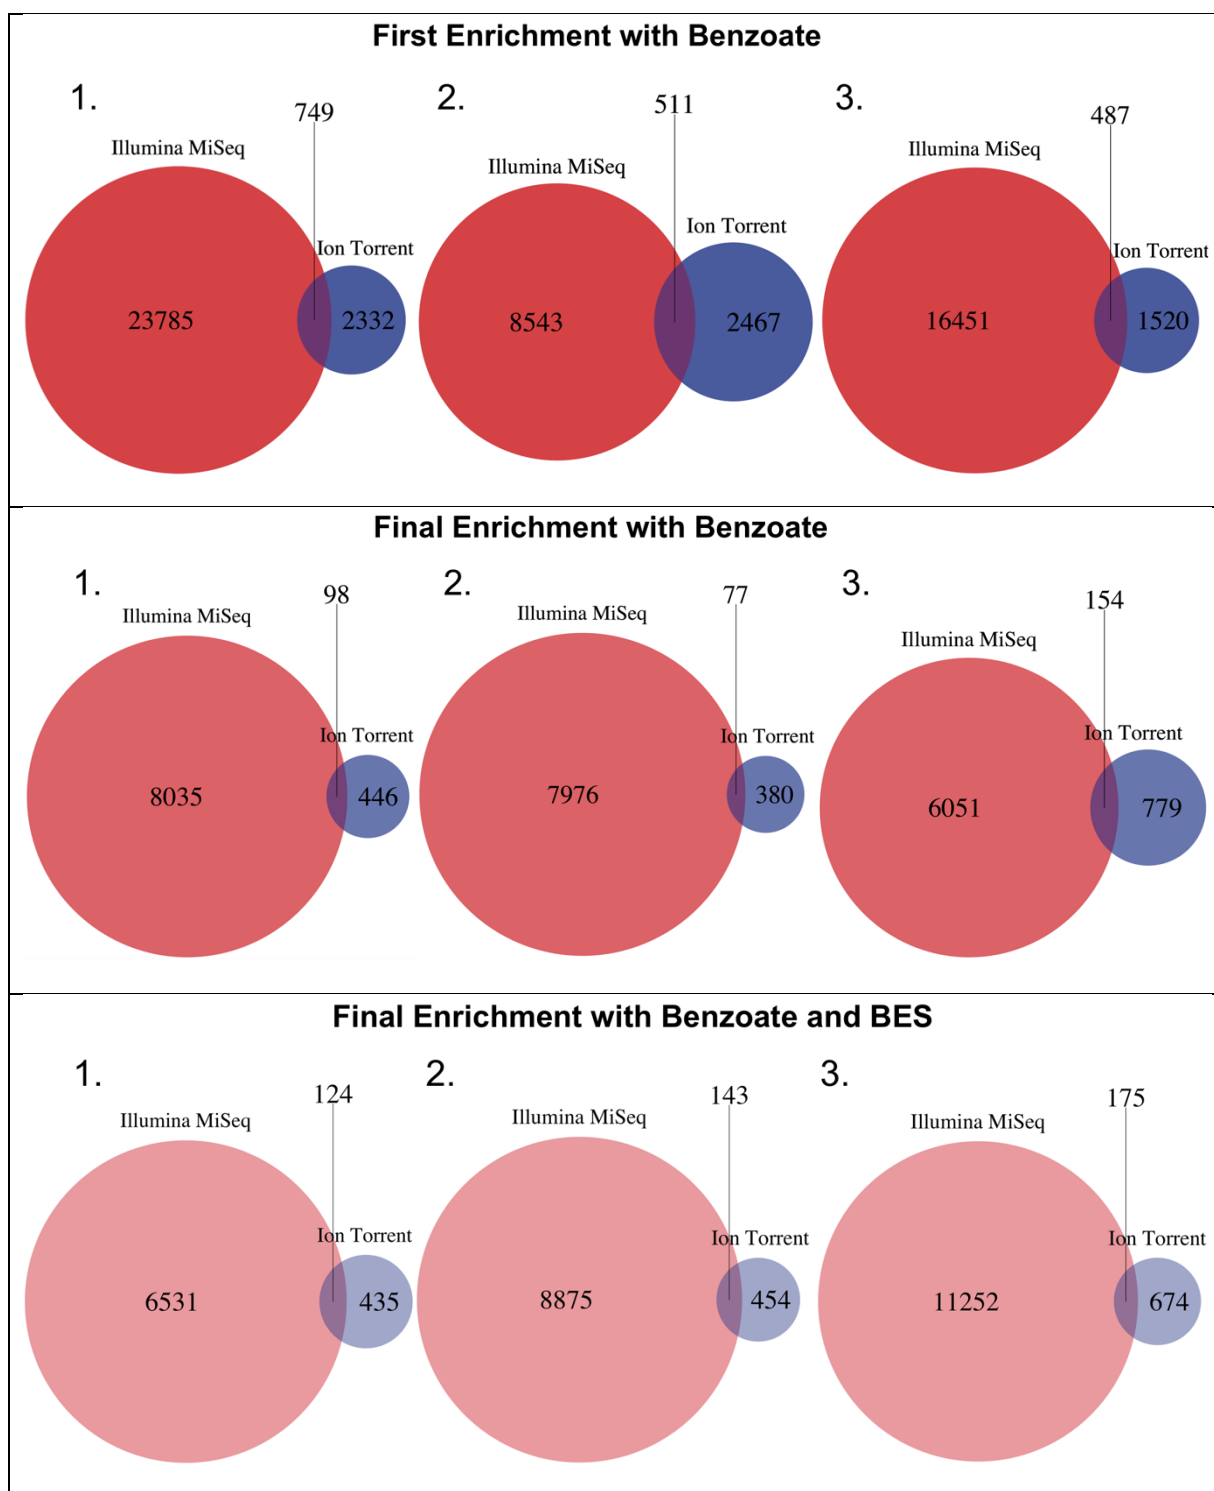 First Enrichment with Benzoate
1. 2. 3.
749 511 487
Illumina MiSeq Illumina MiSeq Illumina MiSeq
Ion Torrent Ion Torrent Ion Torrent
23785 2332 8543 2467 16451 1520
Final Enrichment with Benzoate
1. 2. 3.
98 77 154
Illumina MiSeq Illumina MiSeq Illumina MiSeq
Ion Torrent Ion Torrent Ion Torrent
8035 446 7976 380 6051 779
Final Enrichment with Benzoate and BES
1. 2. 3.
124 143 175
Illumina MiSeq Illumina MiSeq Illumina MiSeq
Ion Torrent Ion Torrent Ion Torrent
6531 435 8875 454 11252 674